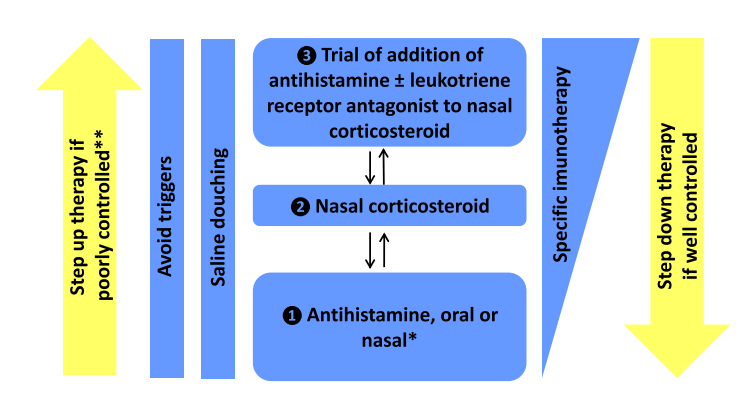 Step up therapy if
poorly controlled**
Avoid triggers
Saline douching
❸ Trial of addition of
antihistamine ± leukotriene
receptor antagonist to nasal
corticosteroid
❷ Nasal corticosteroid
❶ Antihistamine, oral or
nasal*
Specific imunotherapy
Step down therapy
if well controlled